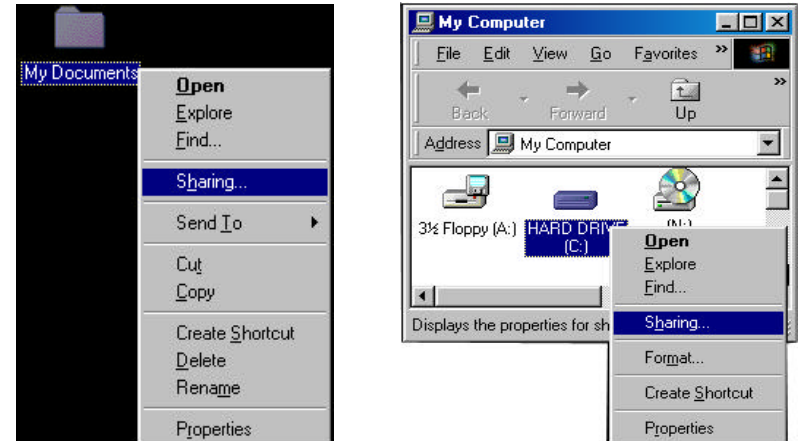 My Documents
Open
Explore
Find...
Sharing...
Send To
Cut
Copy
Create Shortcut
Delete
Rename
Properties
My Computer
File Edit View Go Favorites »
Back Forward Up »
Address My Computer
3½ Floppy (A:) HARD DRIVE (N:)
(C:)
Open
Explore
Find...
Sharing...
Format...
Create Shortcut
Properties
Displays the properties for sh